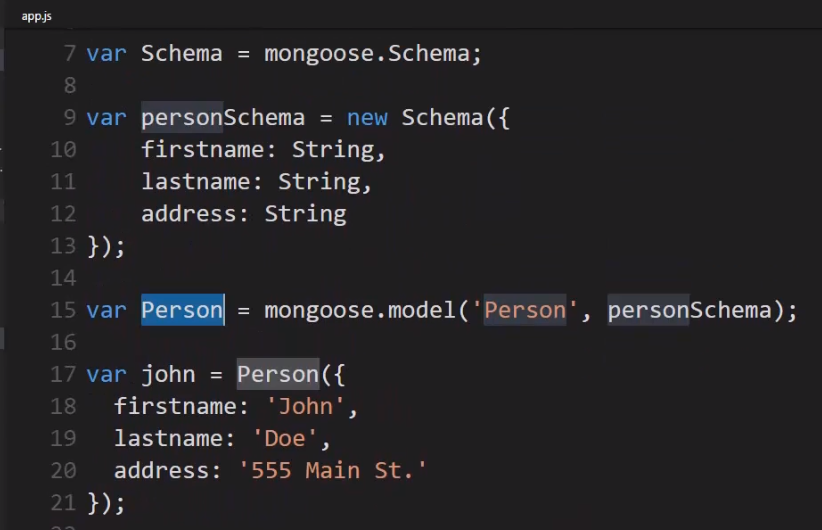 app.js
7 var Schema = mongoose.Schema;
8
9 var personSchema = new Schema({
10     firstname: String,
11     lastname: String,
12     address: String
13 });
14
15 var Person = mongoose.model('Person', personSchema);
16
17 var john = Person({
18   firstname: 'John',
19   lastname: 'Doe',
20   address: '555 Main St.'
21 });